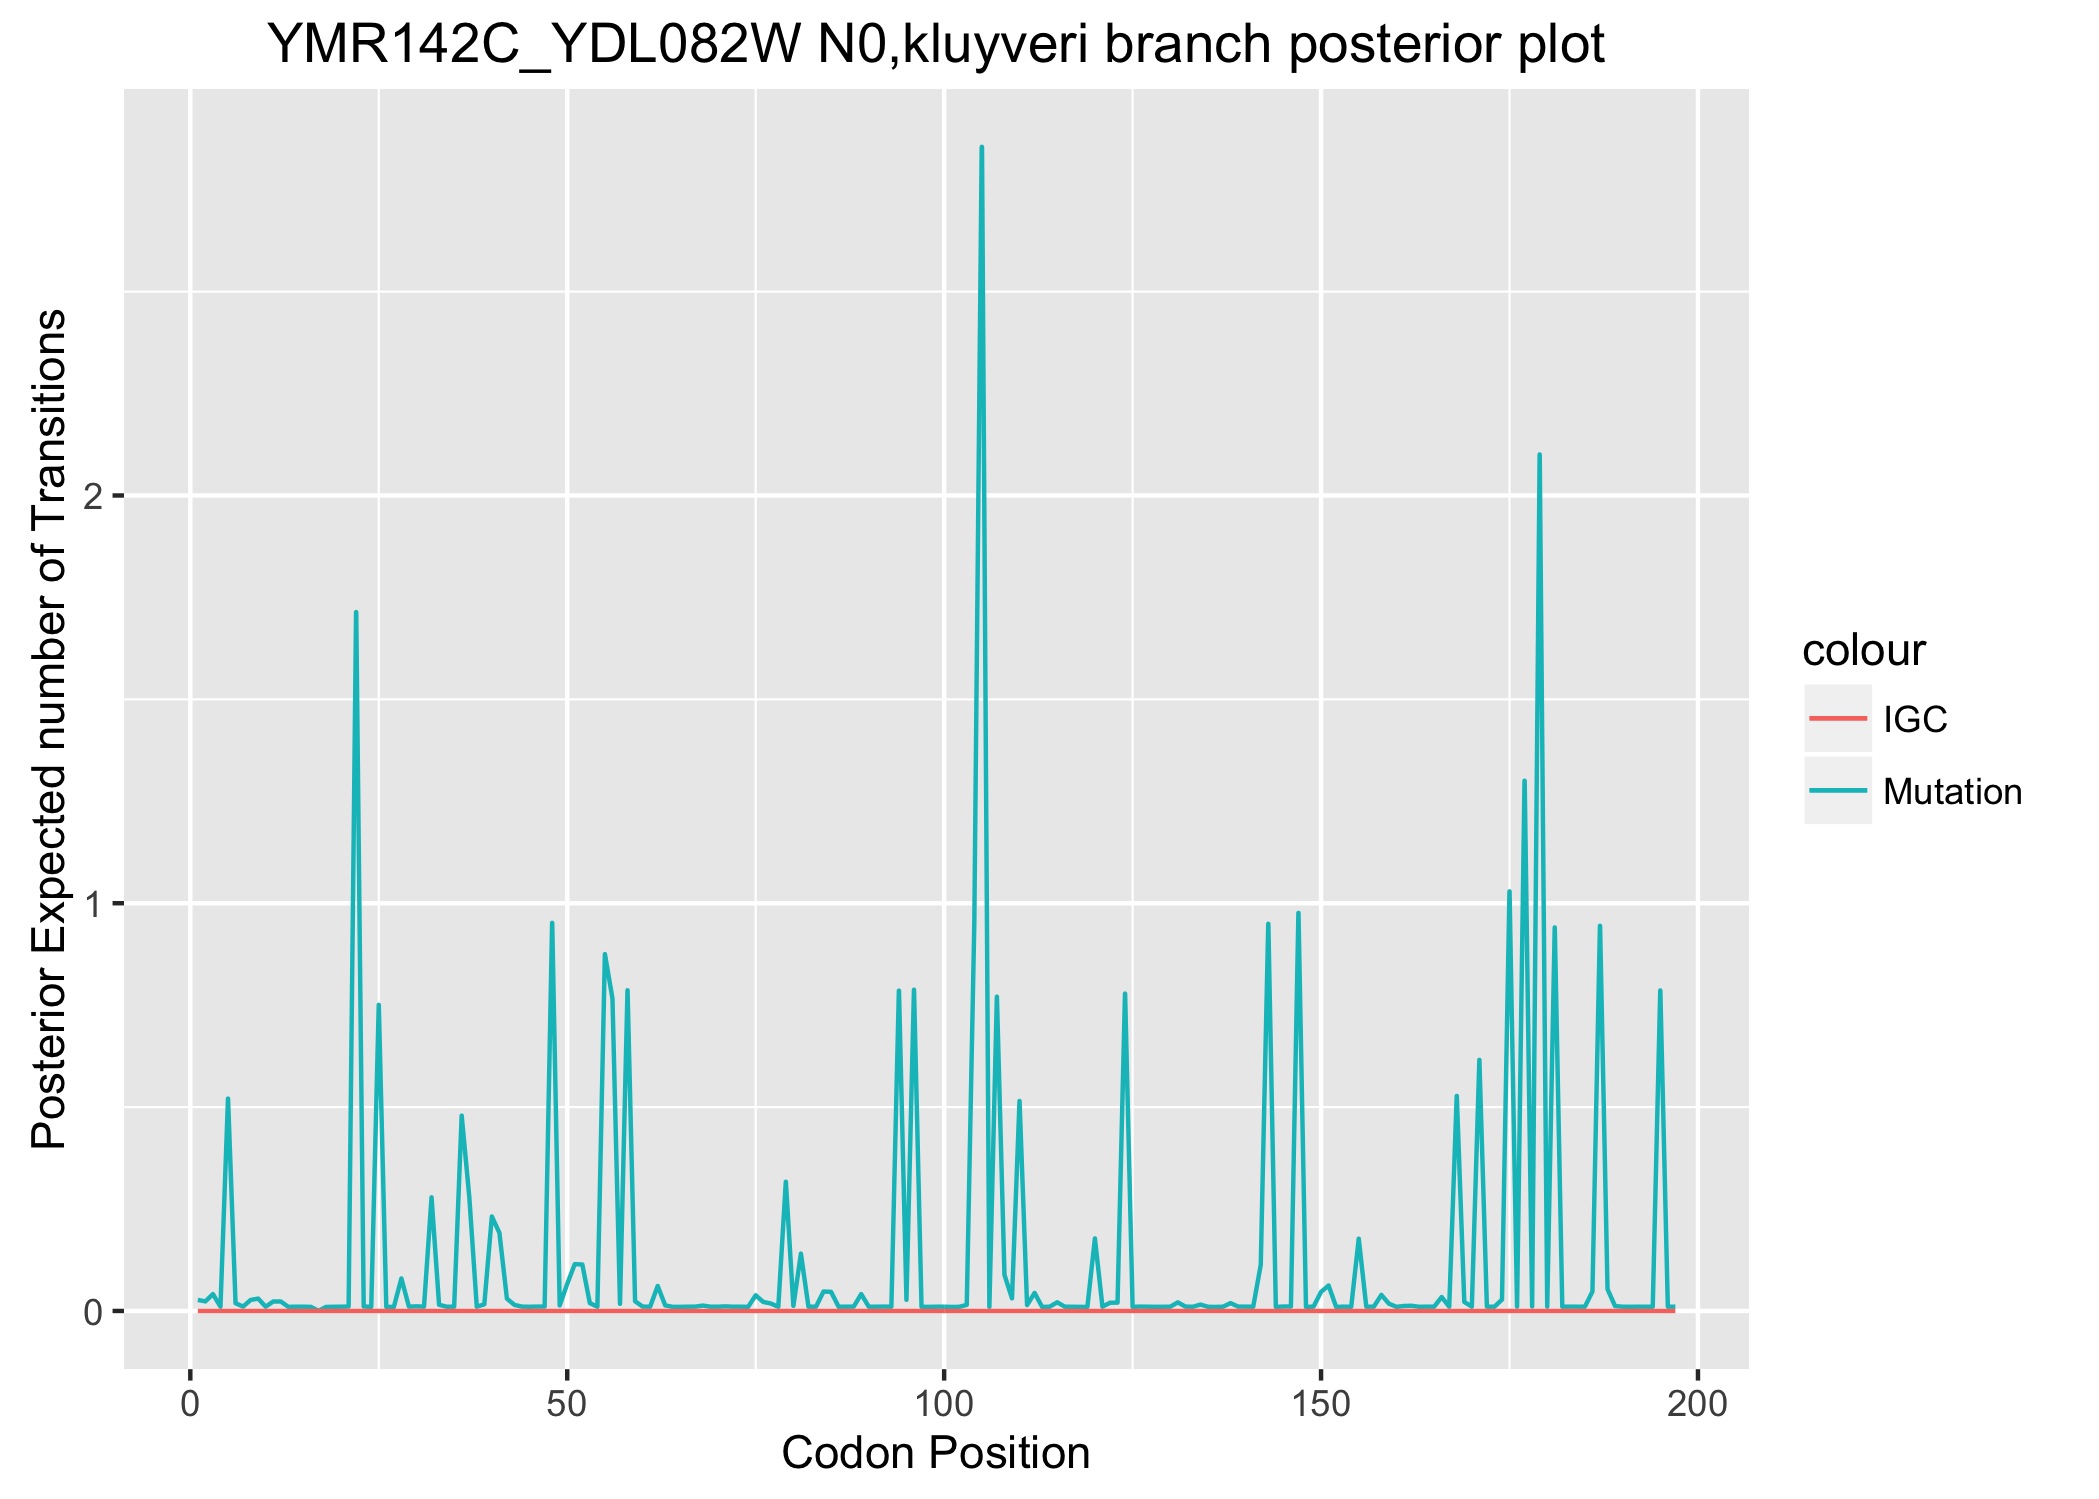 YMR142C_YDL082W N0,kluyveri branch posterior plot
Posterior Expected number of Transitions
2
1
0
0 50 100 150 200
Codon Position
colour
IGC
Mutation